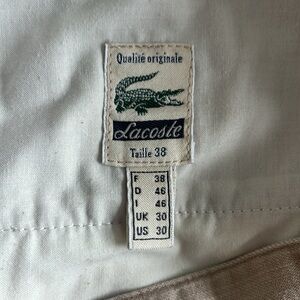 Qualité originale
Lacoste
Taille 38
F 38
D 46
I 46
UK 30
US 30